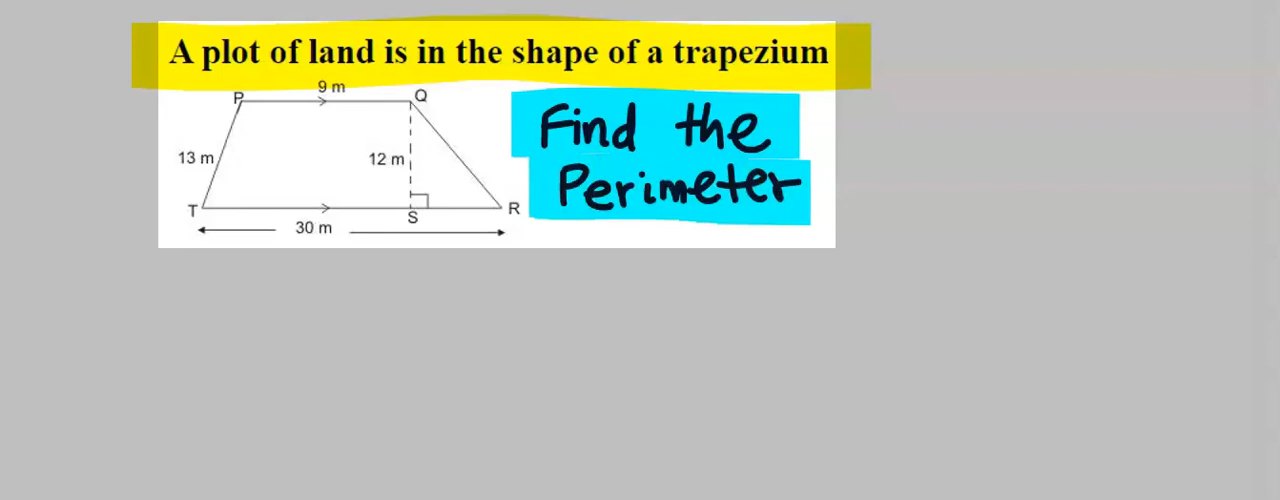 A plot of land is in the shape of a trapezium
9 m
P
Q
Find the
13 m
12 m
Perimeter
T
S
R
30 m